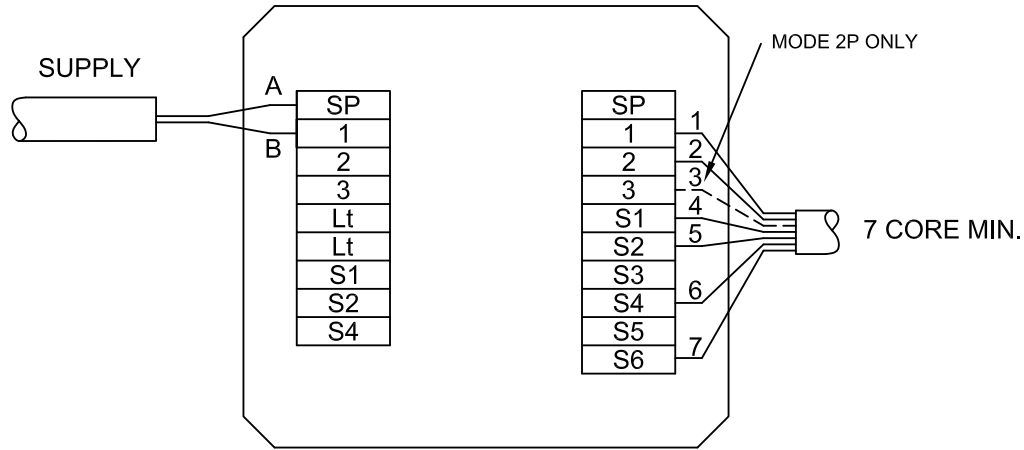 MODE 2P ONLY
SUPPLY
A
B
SP
1
2
3
Lt
Lt
S1
S2
S4
SP
1
2
3
S1
S2
S3
S4
S5
S6
1
2
3
4
5
6
7
7 CORE MIN.